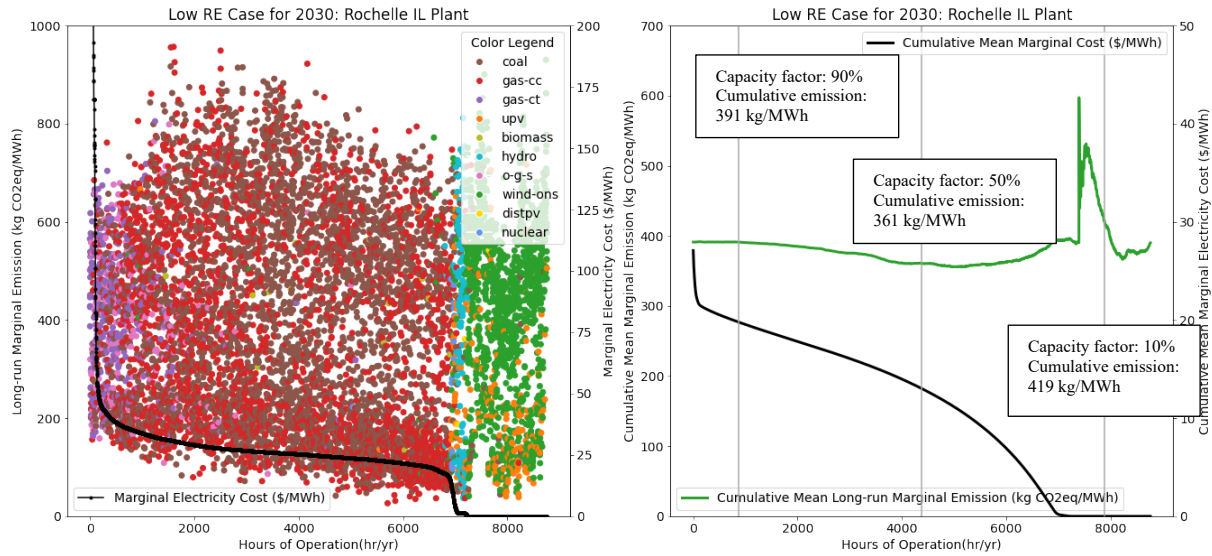 Low RE Case for 2030: Rochelle IL Plant
1000
800
600
400
200
0
Long-run Marginal Emission (kg CO2eq/MWh)
200
175
150
125
100
75
50
25
0
Marginal Electricity Cost ($/MWh)
Color Legend
coal
gas-cc
gas-ct
upv
biomass
hydro
o-g-s
wind-ons
distpv
nuclear
Marginal Electricity Cost ($/MWh)
0
2000
4000
6000
8000
Hours of Operation(hr/yr)
Low RE Case for 2030: Rochelle IL Plant
700
600
500
400
300
200
100
0
Cumulative Mean Marginal Emission (kg CO2eq/MWh)
50
40
30
20
10
0
Cumulative Mean Marginal Cost ($/MWh)
Cumulative Mean Marginal Cost ($/MWh)
Capacity factor: 90%
Cumulative emission:
391 kg/MWh
Capacity factor: 50%
Cumulative emission:
361 kg/MWh
Capacity factor: 10%
Cumulative emission:
419 kg/MWh
Cumulative Mean Long-run Marginal Emission (kg CO2eq/MWh)
0
2000
4000
6000
8000
Hours of Operation(hr/yr)